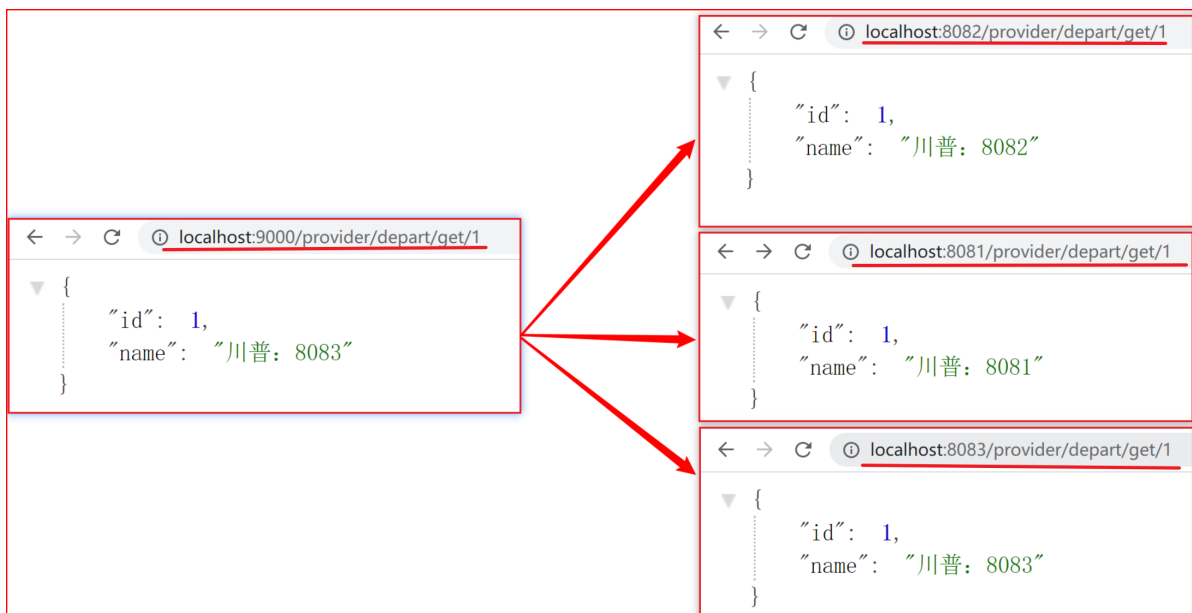 localhost:9000/provider/depart/get/1
{
"id": 1,
"name": "川普：8083"
}
localhost:8082/provider/depart/get/1
{
"id": 1,
"name": "川普：8082"
}
localhost:8081/provider/depart/get/1
{
"id": 1,
"name": "川普：8081"
}
localhost:8083/provider/depart/get/1
{
"id": 1,
"name": "川普：8083"
}